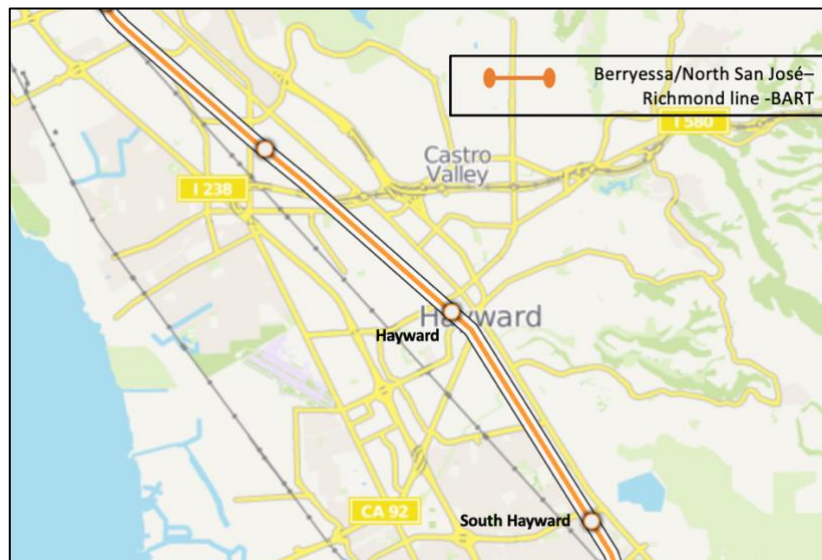 Berryessa/North San José–
Richmond line -BART
I 580
Castro
Valley
I 238
Hayward
Hayward
CA 92
South Hayward